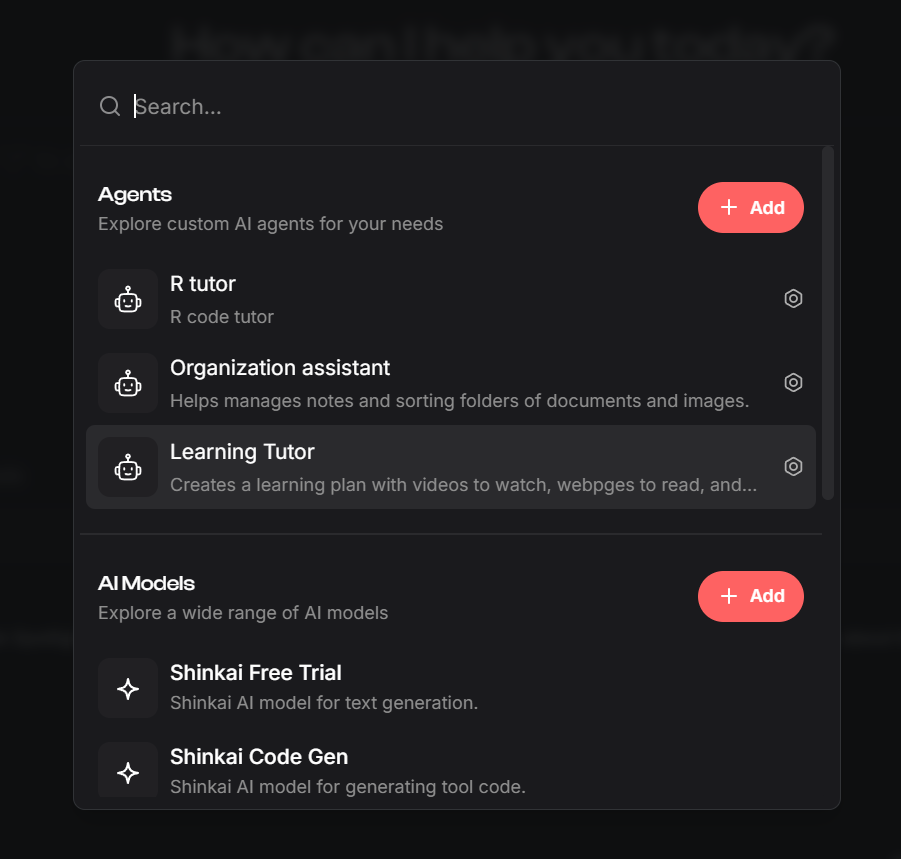 How can I help you today?
Search...
Agents
Explore custom AI agents for your needs
Add
R tutor
R code tutor
Organization assistant
Helps manages notes and sorting folders of documents and images.
Learning Tutor
Creates a learning plan with videos to watch, webpges to read, and...
AI Models
Explore a wide range of AI models
Add
Shinkai Free Trial
Shinkai AI model for text generation.
Shinkai Code Gen
Shinkai AI model for generating tool code.